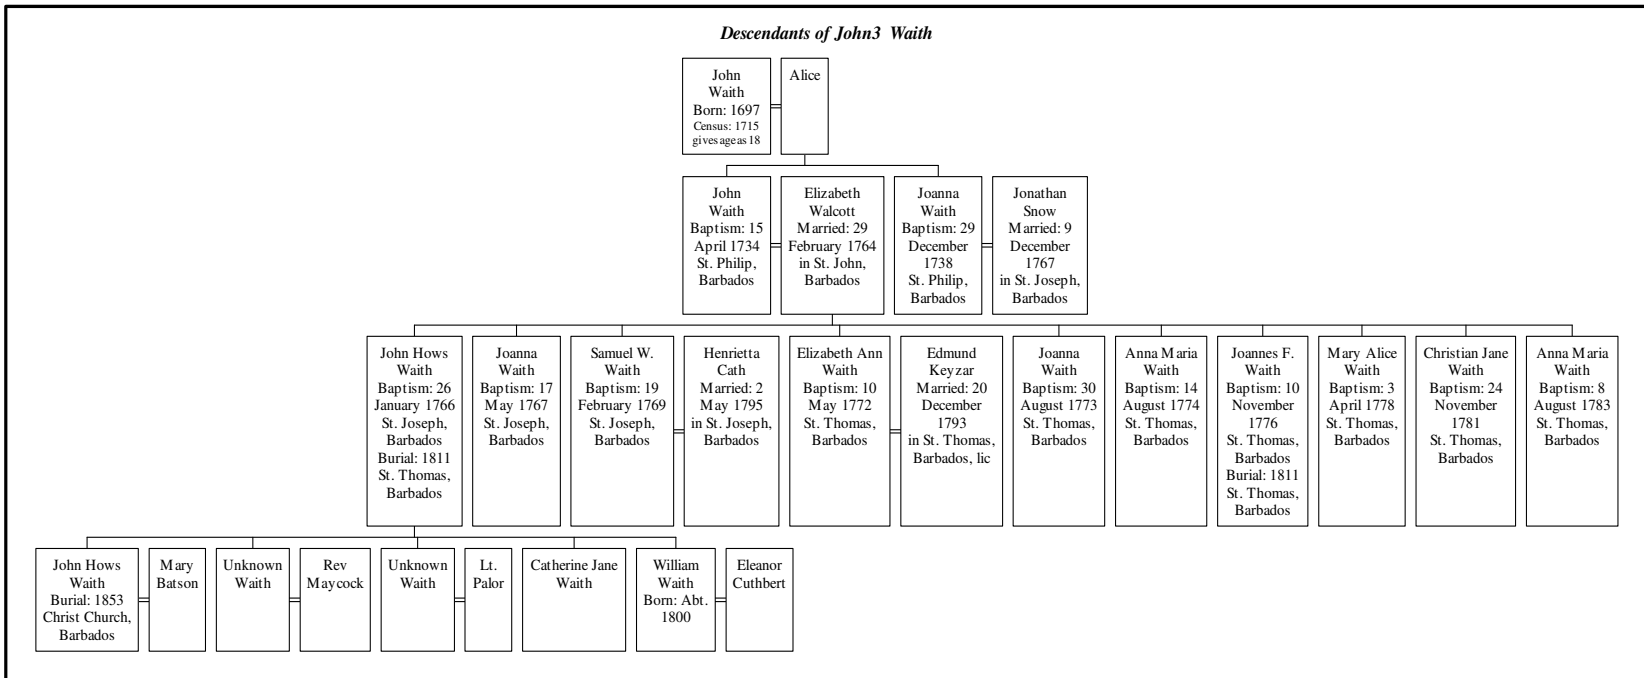 Descendants of John3 Waith
John
Waith
Born: 1697
Census: 1715
gives age as 18
Alice
John
Waith
Baptism: 15
April 1734
St. Philip,
Barbados
Elizabeth
Walcott
Married: 29
February 1764
in St. John,
Barbados
Joanna
Waith
Baptism: 29
December
1738
St. Philip,
Barbados
Jonathan
Snow
Married: 9
December
1767
in St. Joseph,
Barbados
John Hows
Waith
Baptism: 26
January 1766
St. Joseph,
Barbados
Burial: 1811
St. Thomas,
Barbados
Joanna
Waith
Baptism: 17
May 1767
St. Joseph,
Barbados
Samuel W.
Waith
Baptism: 19
February 1769
St. Joseph,
Barbados
Henrietta
Cath
Married: 2
May 1795
in St. Joseph,
Barbados
Elizabeth Ann
Waith
Baptism: 10
May 1772
St. Thomas,
Barbados
Edmund
Keyzar
Married: 20
December
1793
in St. Thomas,
Barbados, lic
Joanna
Waith
Baptism: 30
August 1773
St. Thomas,
Barbados
Anna Maria
Waith
Baptism: 14
August 1774
St. Thomas,
Barbados
Joannes F.
Waith
Baptism: 10
November
1776
St. Thomas,
Barbados
Burial: 1811
St. Thomas,
Barbados
Mary Alice
Waith
Baptism: 3
April 1778
St. Thomas,
Barbados
Christian Jane
Waith
Baptism: 24
November
1781
St. Thomas,
Barbados
Anna Maria
Waith
Baptism: 8
August 1783
St. Thomas,
Barbados
John Hows
Waith
Burial: 1853
Christ Church,
Barbados
Mary
Batson
Unknown
Waith
Rev
Maycock
Unknown
Waith
Lt.
Palor
Catherine Jane
Waith
William
Waith
Born: Abt.
1800
Eleanor
Cuthbert